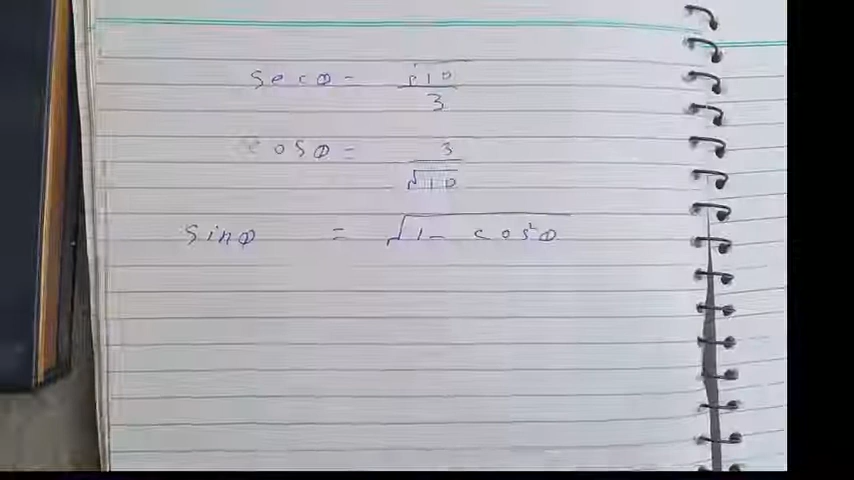 secθ = √10/3
cosθ = 3/√10
sinθ = √1- cos²θ